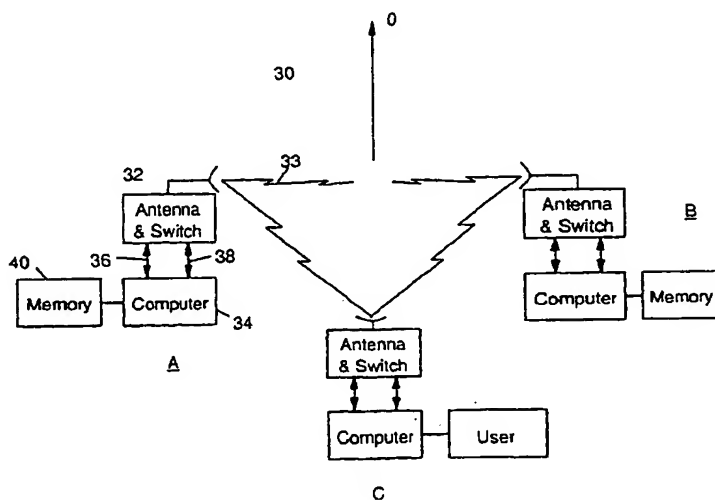 0
30
33
32
Antenna
& Switch
Antenna
& Switch
B
36
38
40
Memory
Computer
34
Computer
Memory
A
Antenna
& Switch
Computer
User
C